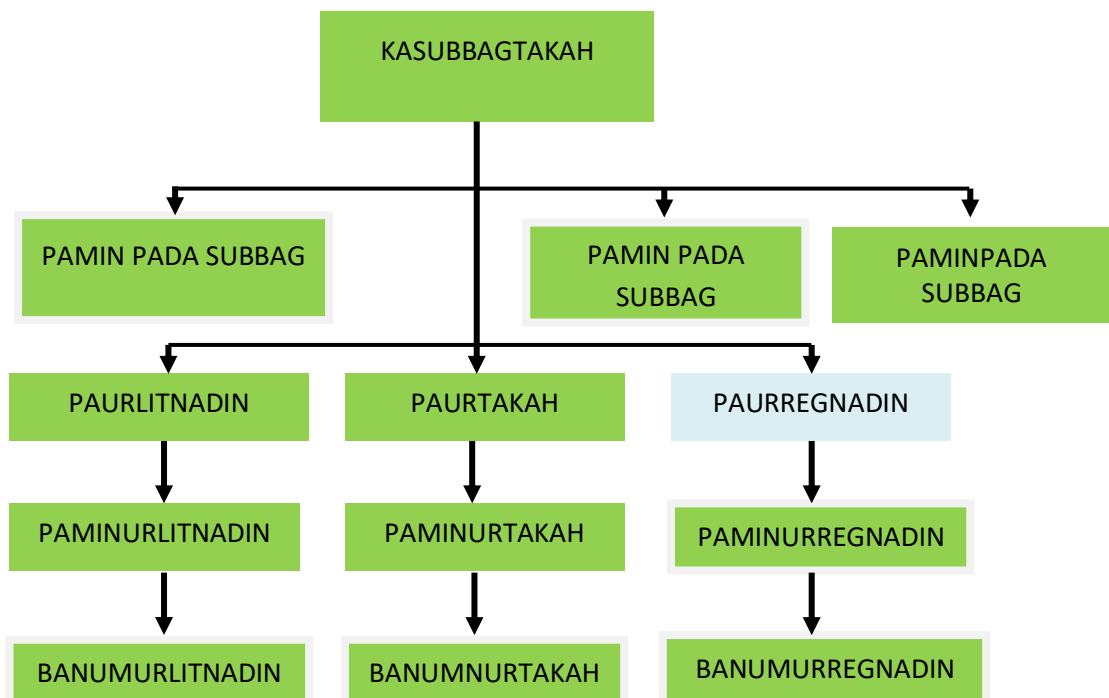 KASUBBAGTAKAH
PAMIN PADA SUBBAG
PAMIN PADA
SUBBAG
PAMINPADA
SUBBAG
PAURLITNADIN
PAURTAKAH
PAURREGNADIN
PAMINURLITNADIN
PAMINURTAKAH
PAMINURREGNADIN
BANUMURLITNADIN
BANUMNURTAKAH
BANUMURREGNADIN